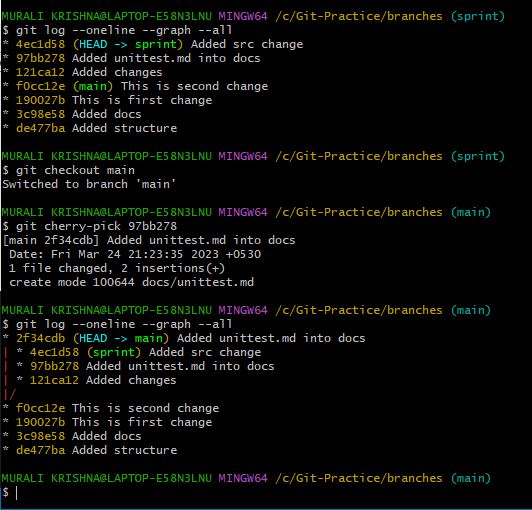 MURALI KRISHNA@LAPTOP-E58N3LNU MINGW64 /c/Git-Practice/branches (sprint)
$ git log --oneline --graph --all
* 4ec1d58 (HEAD -> sprint) Added src change
* 97bb278 Added unittest.md into docs
* 121ca12 Added changes
* f0cc12e (main) This is second change
* 190027b This is first change
* 3c98e58 Added docs
* de477ba Added structure
MURALI KRISHNA@LAPTOP-E58N3LNU MINGW64 /c/Git-Practice/branches (sprint)
$ git checkout main
Switched to branch 'main'
MURALI KRISHNA@LAPTOP-E58N3LNU MINGW64 /c/Git-Practice/branches (main)
$ git cherry-pick 97bb278
[main 2f34cdb] Added unittest.md into docs
 Date: Fri Mar 24 21:23:35 2023 +0530
 1 file changed, 2 insertions(+)
 create mode 100644 docs/unittest.md
MURALI KRISHNA@LAPTOP-E58N3LNU MINGW64 /c/Git-Practice/branches (main)
$ git log --oneline --graph --all
* 2f34cdb (HEAD -> main) Added unittest.md into docs
| * 4ec1d58 (sprint) Added src change
| * 97bb278 Added unittest.md into docs
| * 121ca12 Added changes
|/
* f0cc12e This is second change
* 190027b This is first change
* 3c98e58 Added docs
* de477ba Added structure
MURALI KRISHNA@LAPTOP-E58N3LNU MINGW64 /c/Git-Practice/branches (main)
$